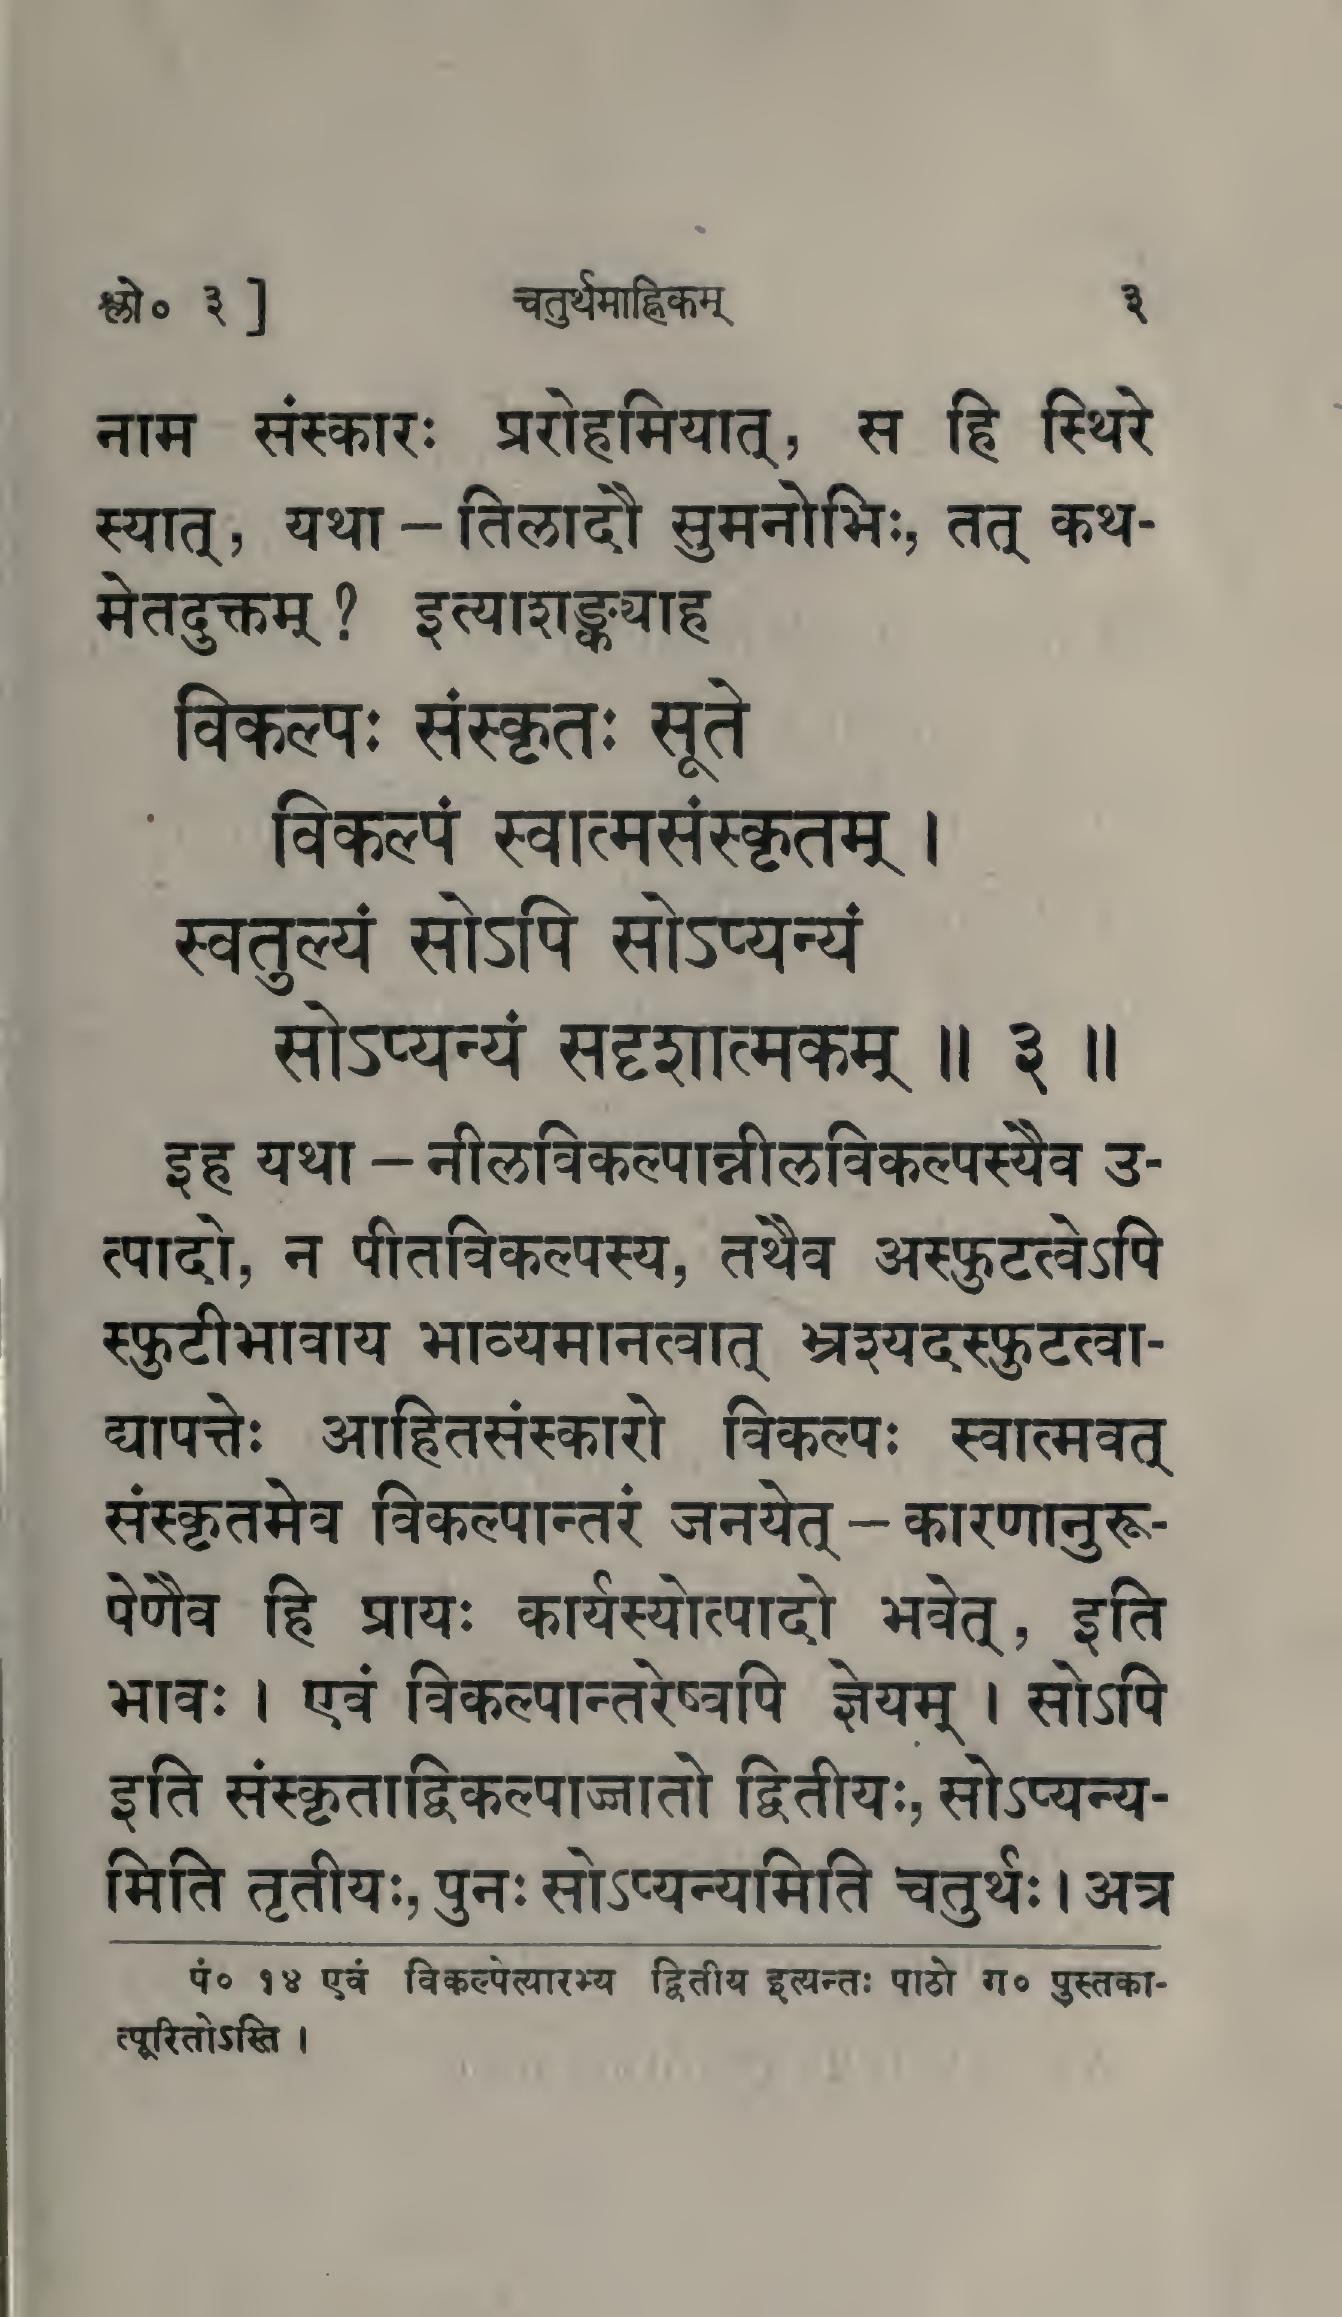 श्लो० ३ ] चतुर्थमाह्निकम् ३
नाम संस्कारः प्ररोहमियात्, स हि स्थिरे
स्यात्, यथा – तिलादौ सुमनोभिः, तत् कथ-
मेतदुक्तम् ? इत्याशङ्क्याह
विकल्पः संस्कृतः सूते
विकल्पं स्वात्मसंस्कृतम् ।
स्वतुल्यं सोऽपि सोऽप्यन्यं
सोऽप्यन्यं सदृशात्मकम् ॥ ३ ॥
इह यथा – नीलविकल्पान्नीलविकल्पस्यैव उ-
त्पादो, न पीतविकल्पस्य, तथैव अस्फुटत्वेऽपि
स्फुटीभावाय भाव्यमानत्वात् भ्रश्यदस्फुटत्वा-
द्यापत्तेः आहितसंस्कारो विकल्पः स्वात्मवत्
संस्कृतमेव विकल्पान्तरं जनयेत् – कारणानुरू-
पेणैव हि प्रायः कार्यस्योत्पादो भवेत्, इति
भावः । एवं विकल्पान्तरेष्वपि ज्ञेयम् । सोऽपि
इति संस्कृताद्विकल्पाज्जातो द्वितीयः, सोऽप्यन्य-
मिति तृतीयः, पुनः सोऽप्यन्यमिति चतुर्थः । अत्र
पं० १४ एवं विकल्पेत्यारभ्य द्वितीय इत्यन्तः पाठो ग० पुस्तका-
त्पूरितोऽस्ति ।